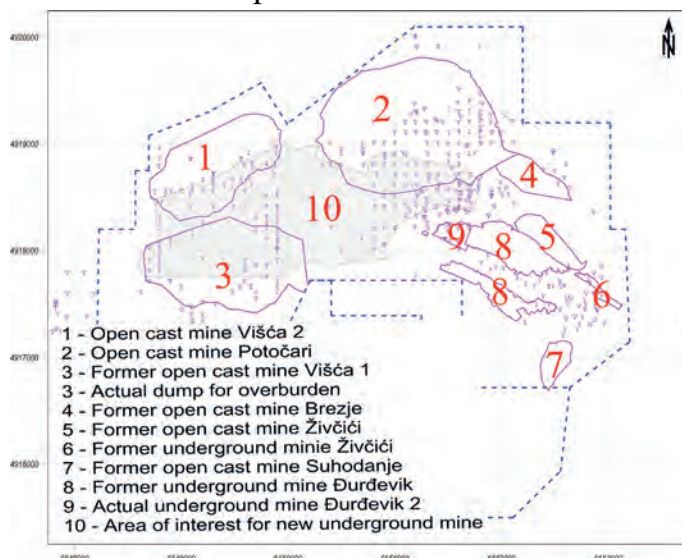 N
4920000
4919000
4918000
4917000
4916000
1
2
4
10
5
9
8
3
8
6
7
1 - Open cast mine Višća 2
2 - Open cast mine Potočari
3 - Former open cast mine Višća 1
3 - Actual dump for overburden
4 - Former open cast mine Brezje
5 - Former open cast mine Živčići
6 - Former underground minie Živčići
7 - Former open cast mine Suhodanje
8 - Former underground mine Đurđevik
9 - Actual underground mine Đurđevik 2
10 - Area of interest for new underground mine